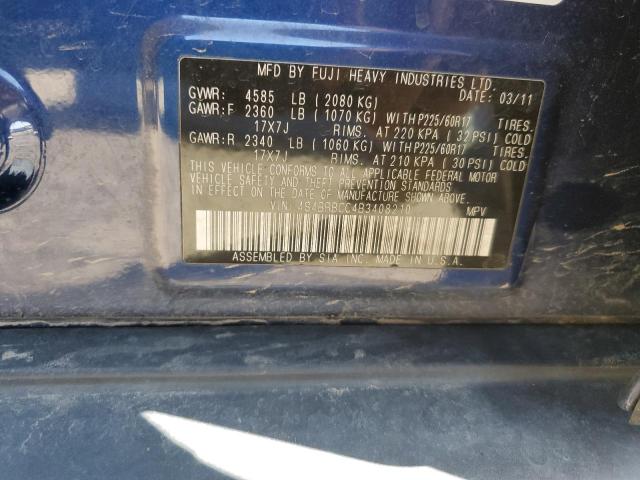 MFD BY FUJI HEAVY INDUSTRIES LTD.
GVWR: 4585 LB (2080 KG) DATE: 03/11
GAWR:F 2360 LB (1070 KG) WITH P225/60R17 TIRES.
17X7J RIMS. AT 220 KPA (32 PSI) COLD
GAWR:R 2340 LB (1060 KG) WITH P225/60R17 TIRES.
17X7J RIMS. AT 210 KPA (30 PSI) COLD
THIS VEHICLE CONFORMS TO ALL APPLICABLE FEDERAL MOTOR
VEHICLE SAFETY AND THEFT PREVENTION STANDARDS
IN EFFECT ON THE DATE OF MANUFACTURE SHOWN ABOVE.
VIN: MPV
ASSEMBLED BY SIA INC. MADE IN U.S.A.